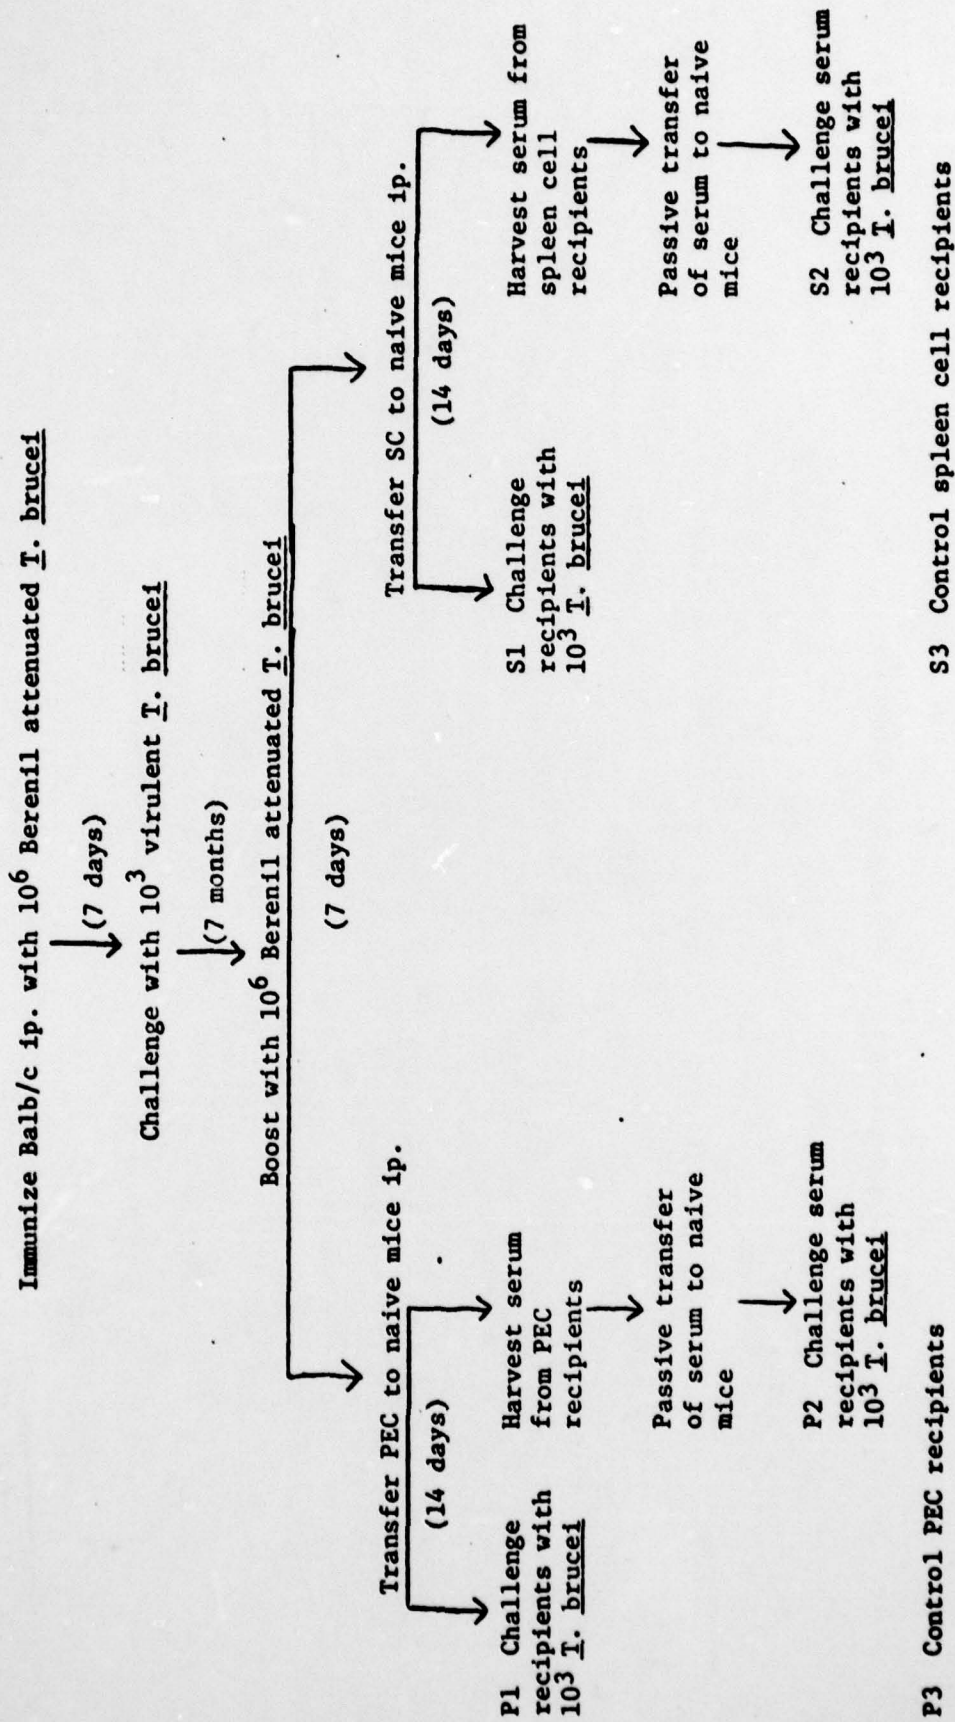 Immunize Balb/c ip. with 10⁶ Berenil attenuated T. brucei
(7 days)
Challenge with 10³ virulent T. brucei
(7 months)
Boost with 10⁶ Berenil attenuated T. brucei
(7 days)
Transfer PEC to naive mice ip.
(14 days)
P1 Challenge
recipients with
10³ T. brucei
Harvest serum
from PEC
recipients
Passive transfer
of serum to naive
mice
P2 Challenge serum
recipients with
10³ T. brucei
P3 Control PEC recipients
Transfer SC to naive mice ip.
(14 days)
S1 Challenge
recipients with
10³ T. brucei
Harvest serum from
spleen cell
recipients
Passive transfer
of serum to naive
mice
S2 Challenge serum
recipients with
10³ T. brucei
S3 Control spleen cell recipients